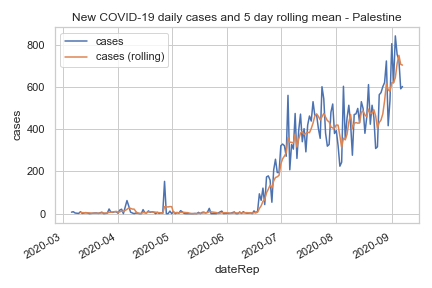 New COVID-19 daily cases and 5 day rolling mean - Palestine
cases
cases (rolling)
800
600
400
200
0
cases
2020-03
2020-04
2020-05
2020-06
2020-07
2020-08
2020-09
dateRep